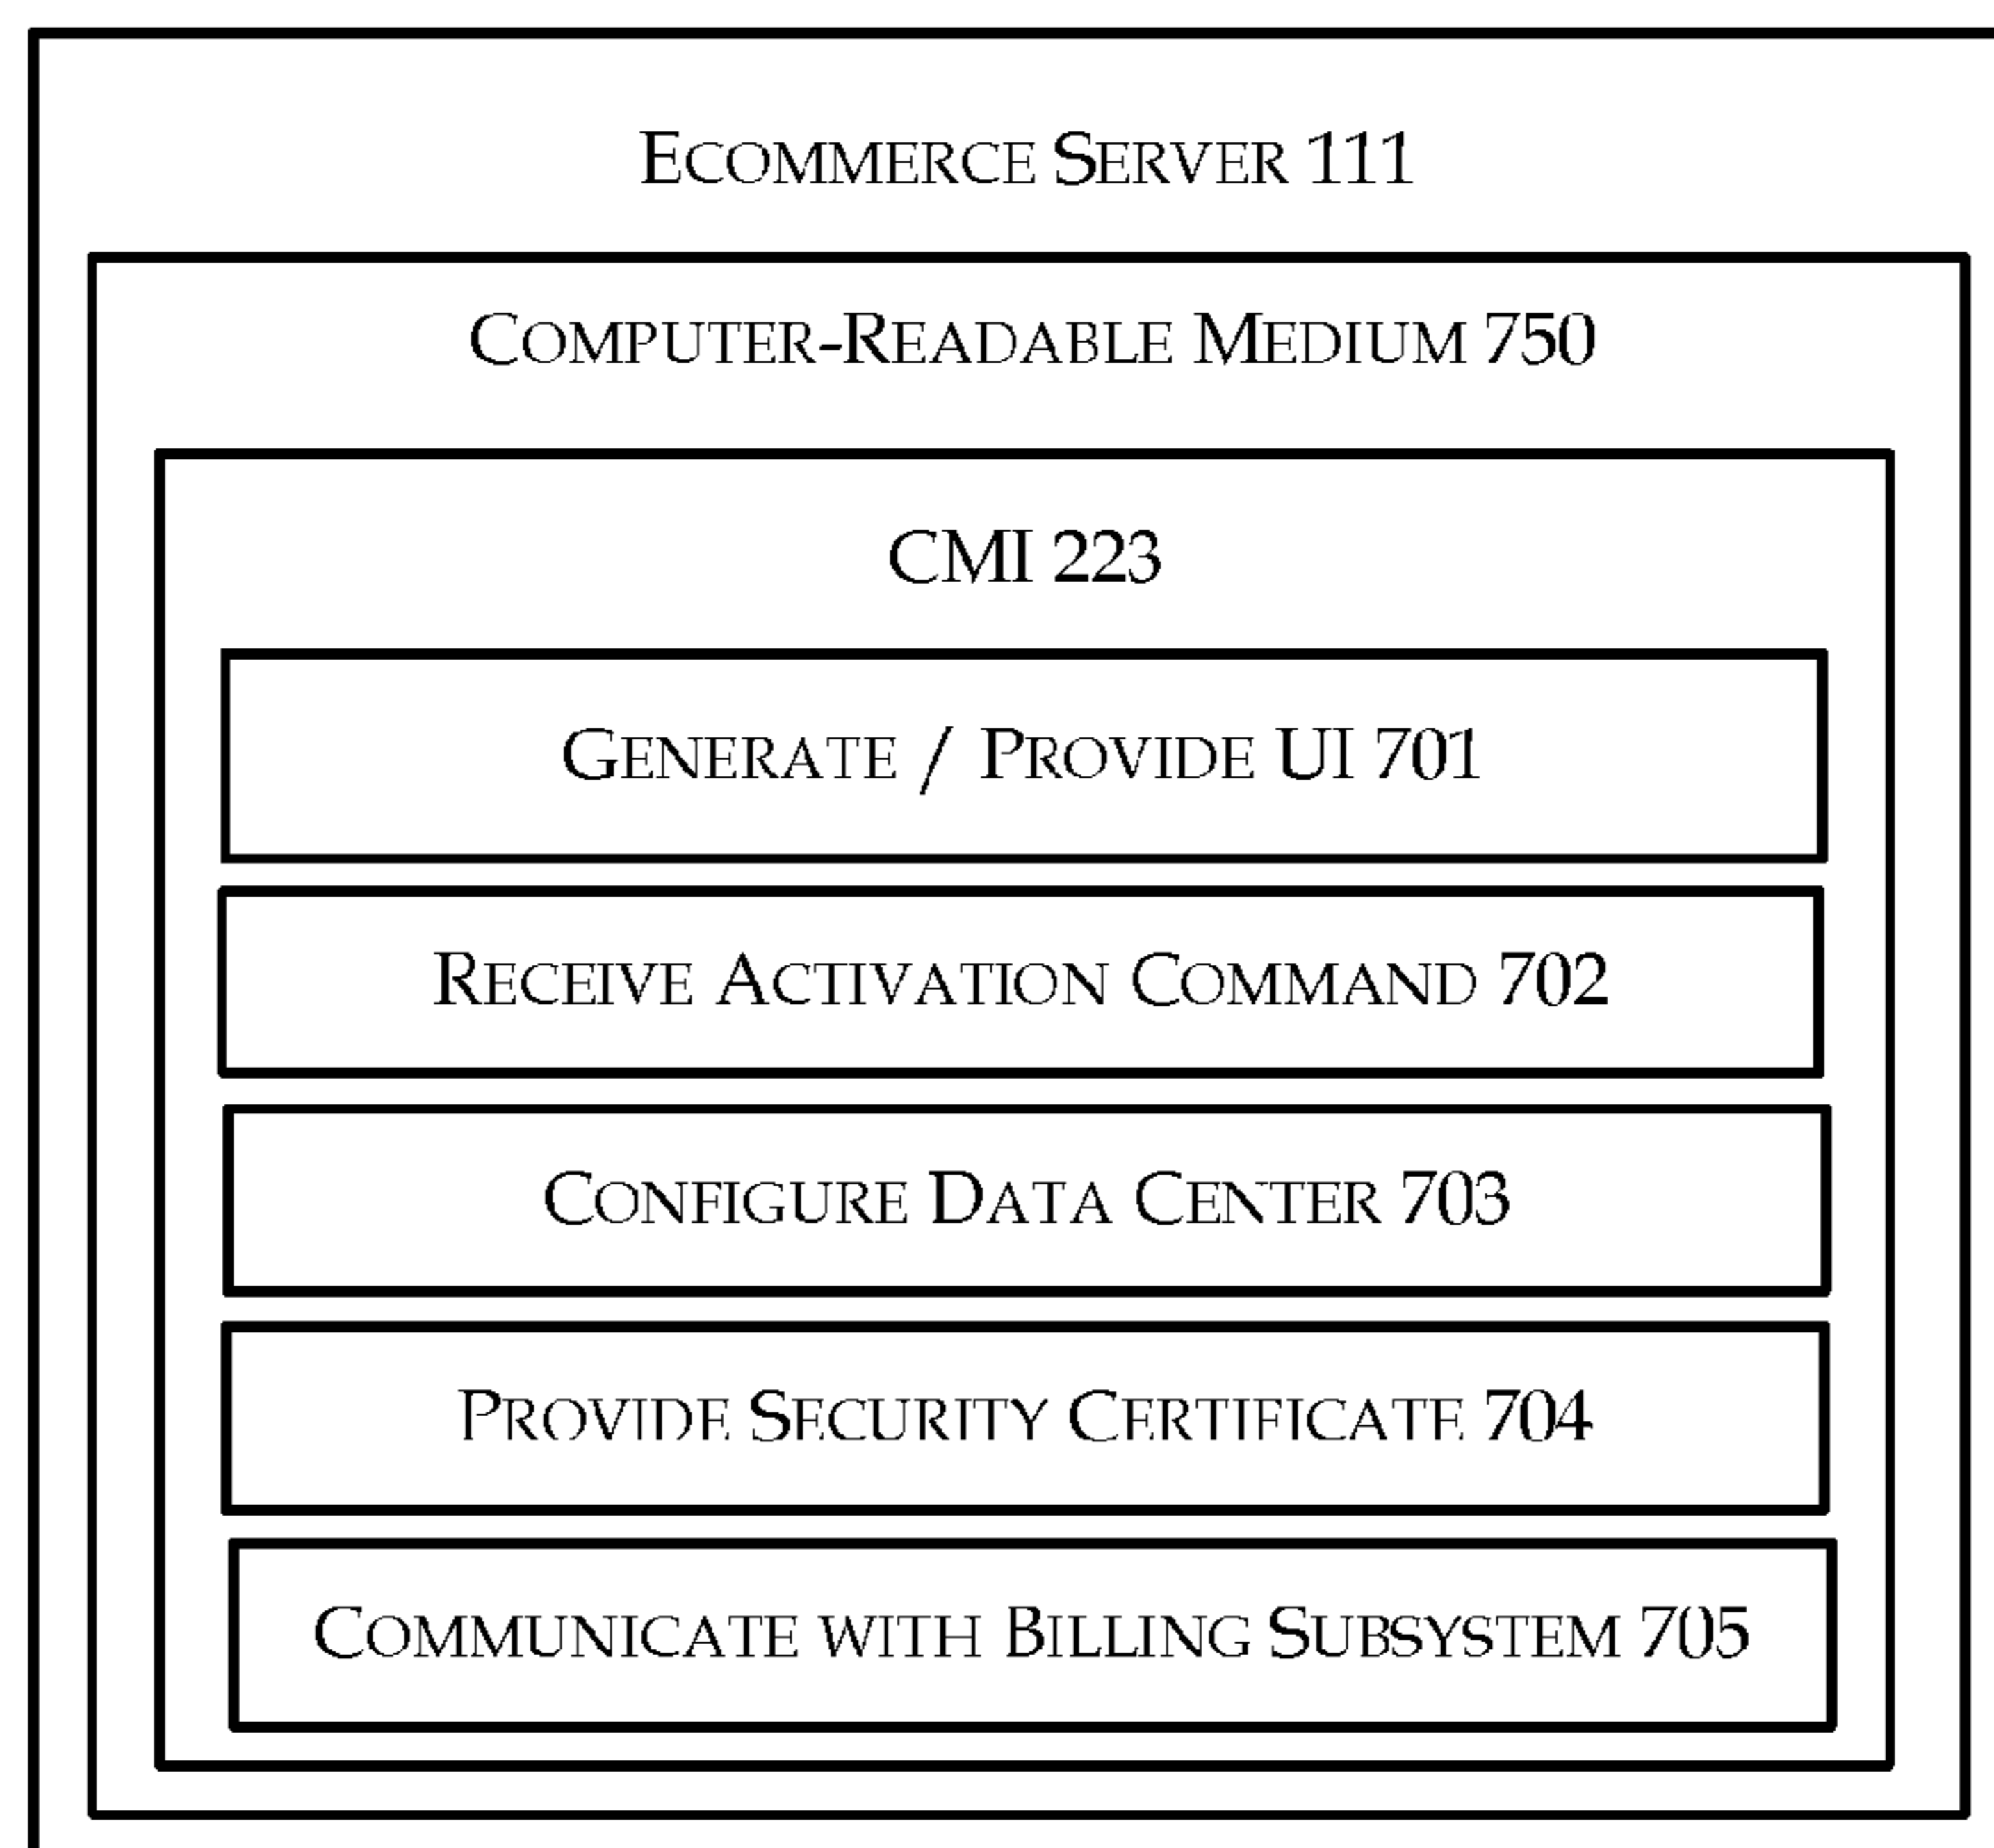 Ecommerce Server 111
Computer-Readable Medium 750
CMI 223
Generate / Provide UI 701
Receive Activation Command 702
Configure Data Center 703
Provide Security Certificate 704
Communicate with Billing Subsystem 705